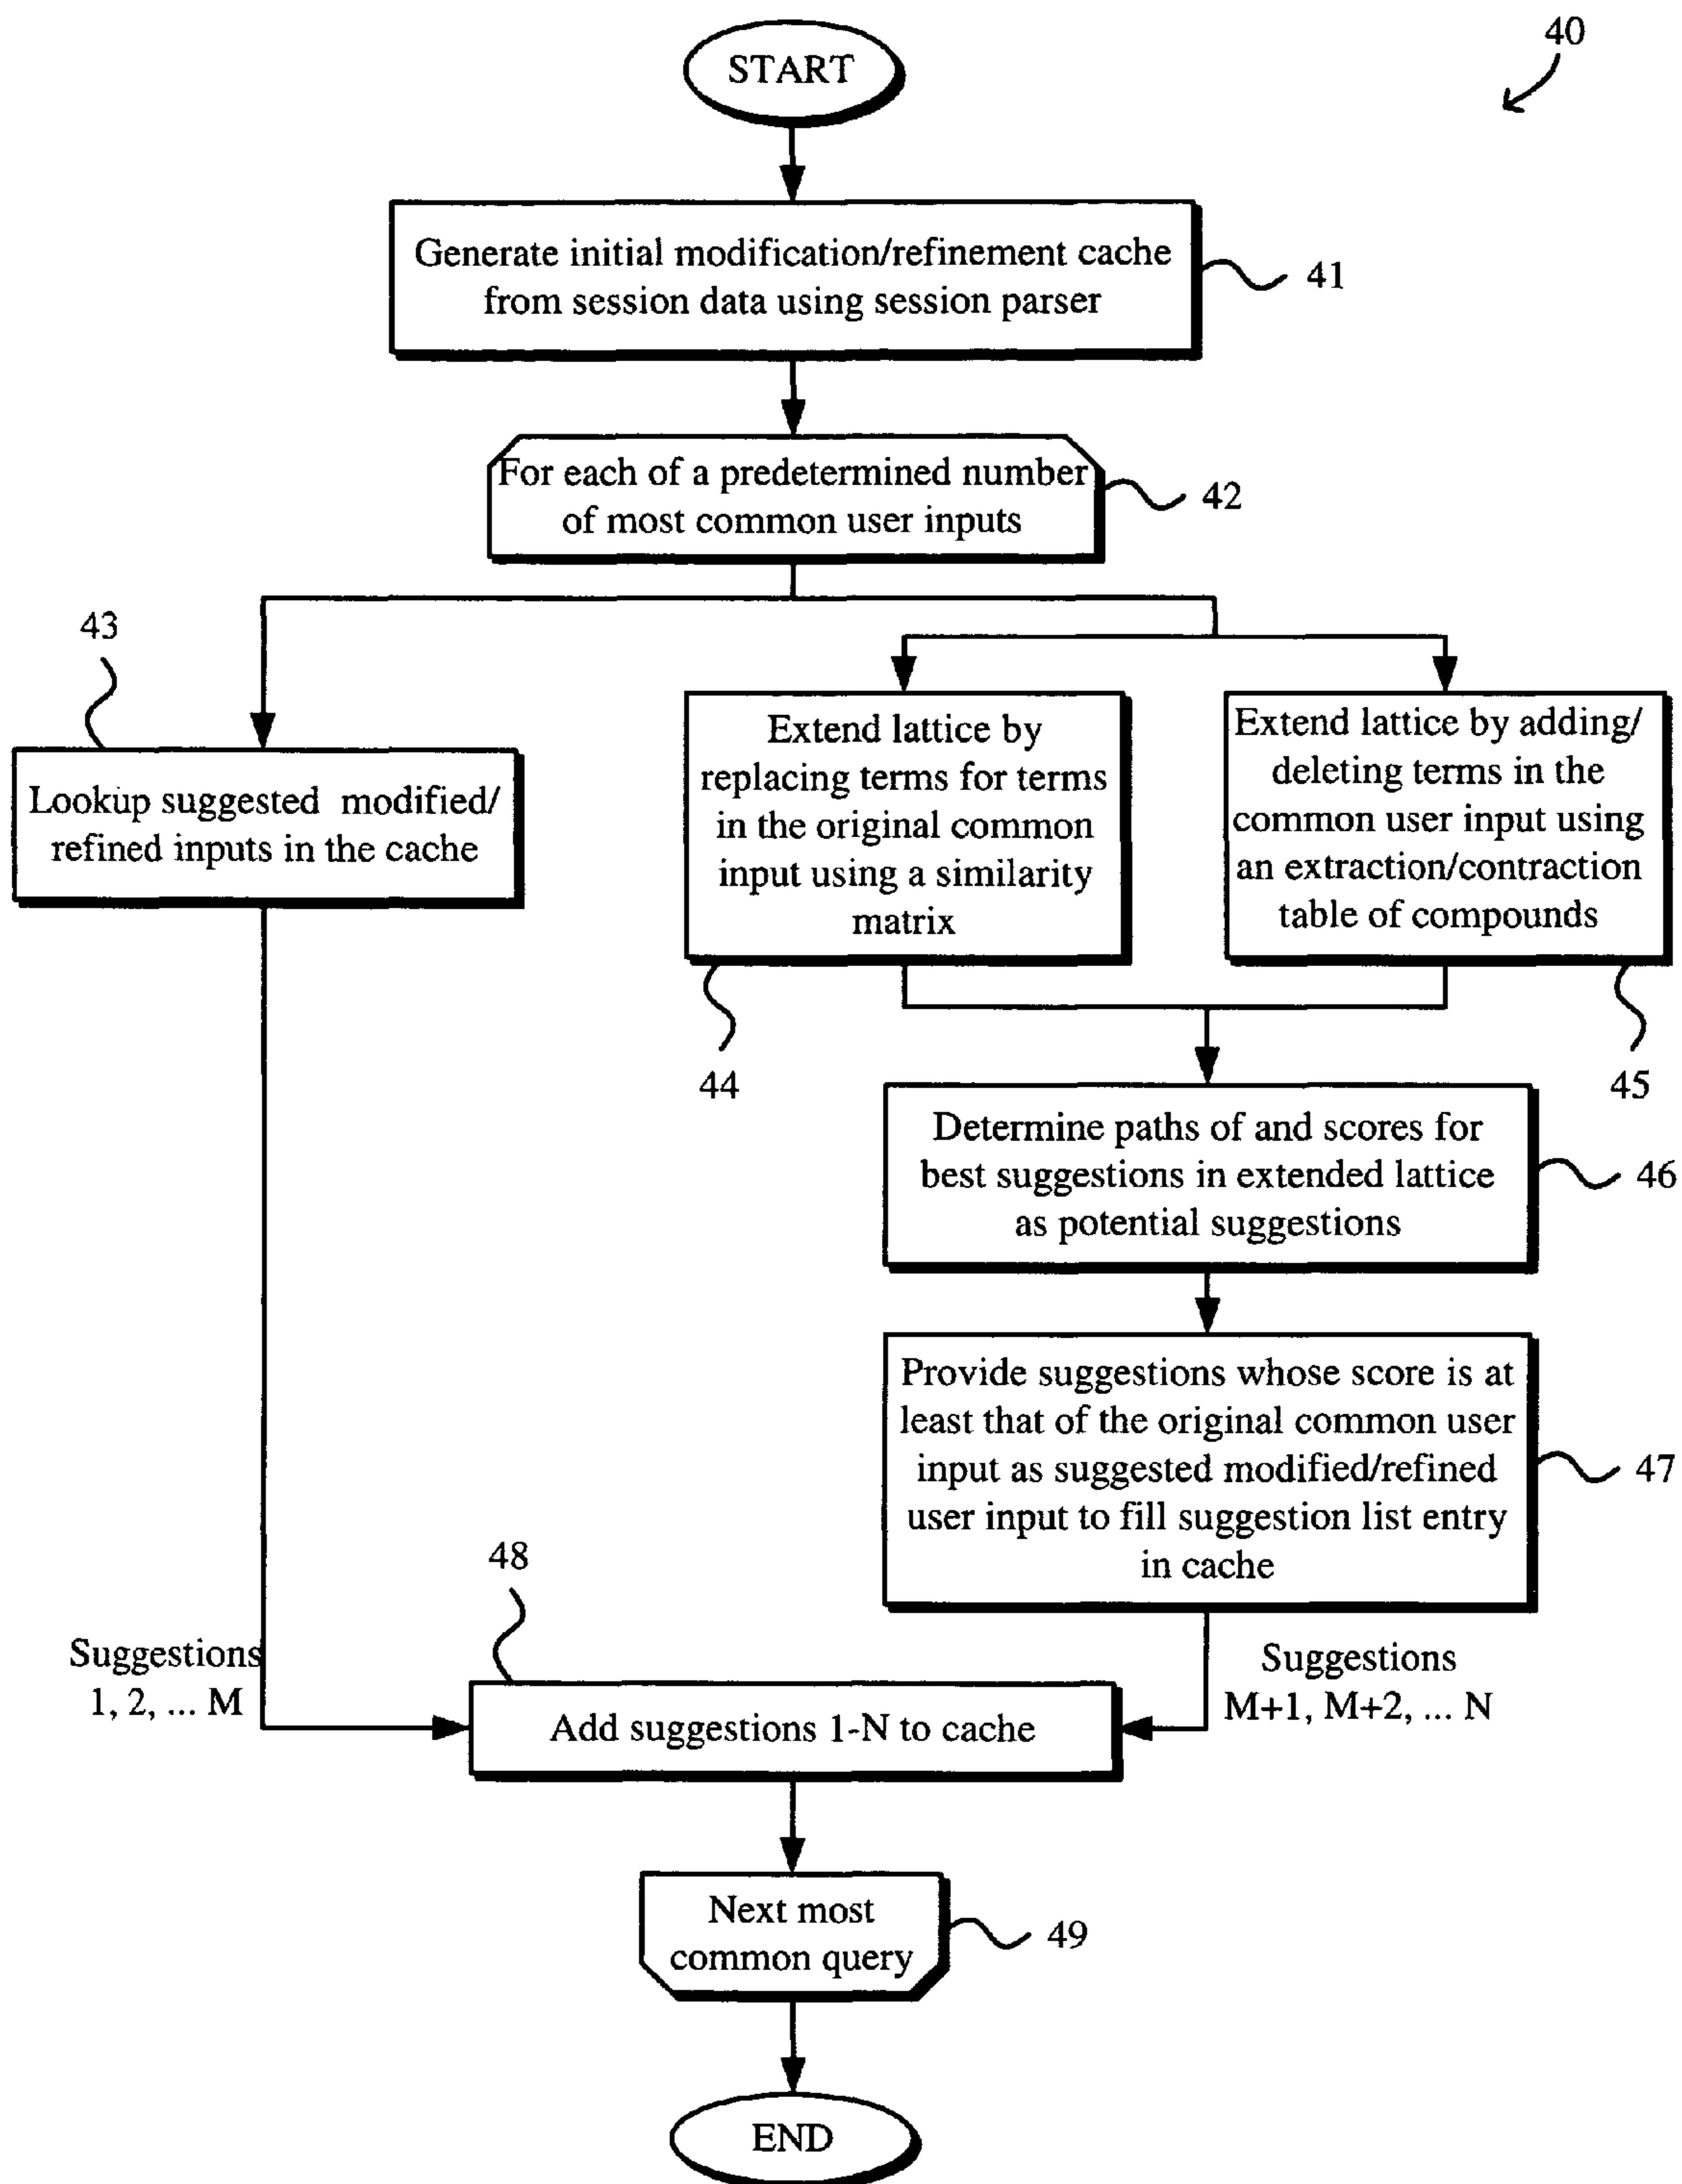 40
START
Generate initial modification/refinement cache
from session data using session parser
41
For each of a predetermined number
of most common user inputs
42
43
Lookup suggested modified/
refined inputs in the cache
Extend lattice by
replacing terms for terms
in the original common
input using a similarity
matrix
44
Extend lattice by adding/
deleting terms in the
common user input using
an extraction/contraction
table of compounds
45
Determine paths of and scores for
best suggestions in extended lattice
as potential suggestions
46
Provide suggestions whose score is at
least that of the original common user
input as suggested modified/refined
user input to fill suggestion list entry
in cache
47
48
Suggestions
1, 2, ... M
Suggestions
M+1, M+2, ... N
Add suggestions 1-N to cache
Next most
common query
49
END